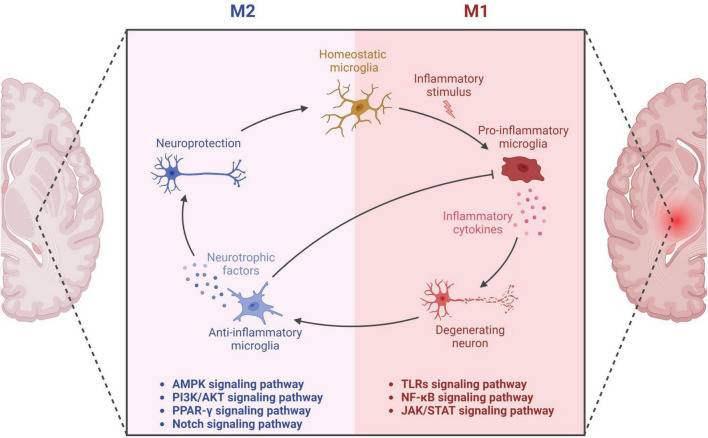 M2
M1
Homeostatic
microglia
Inflammatory
stimulus
Pro-inflammatory
microglia
Neuroprotection
Inflammatory
cytokines
Neurotrophic
factors
Anti-inflammatory
microglia
Degenerating
neuron
• AMPK signaling pathway
• PI3K/AKT signaling pathway
• PPAR-γ signaling pathway
• Notch signaling pathway
• TLRs signaling pathway
• NF-κB signaling pathway
• JAK/STAT signaling pathway